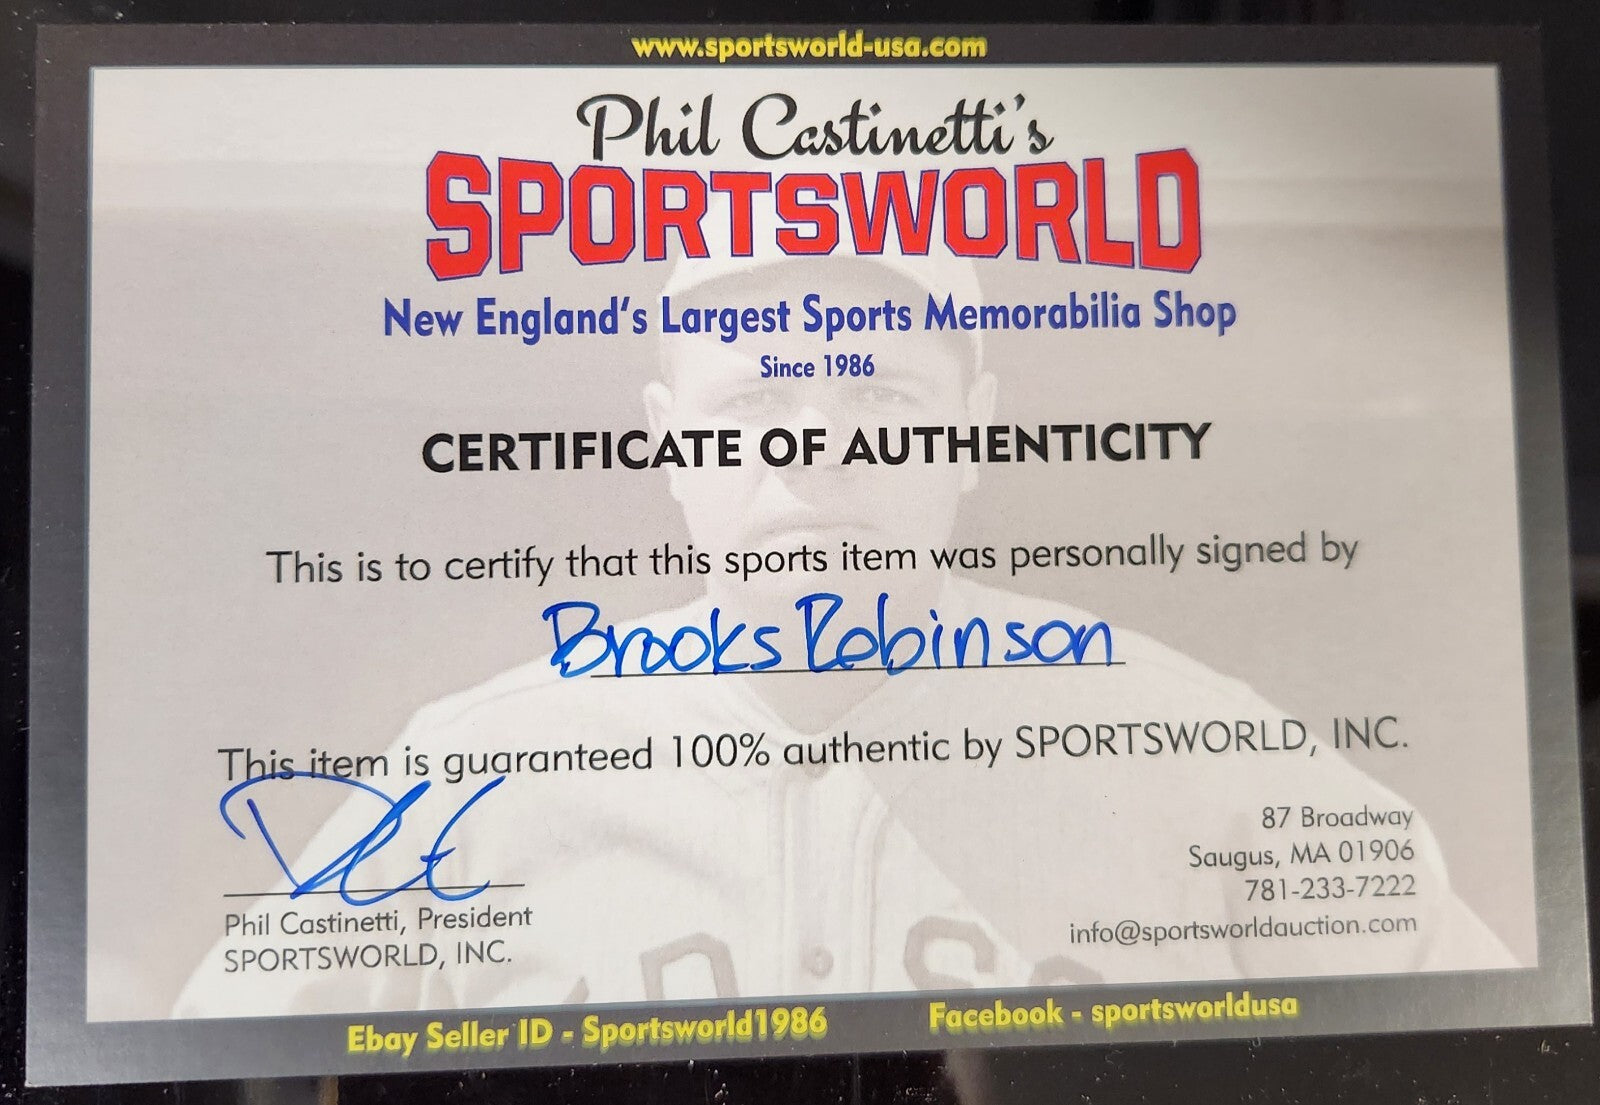 www.sportsworld-usa.com
Phil Castinetti's
SPORTSWORLD
New England's Largest Sports Memorabilia Shop
Since 1986
CERTIFICATE OF AUTHENTICITY
This is to certify that this sports item was personally signed by
Brooks Robinson
This item is guaranteed 100% authentic by SPORTSWORLD, INC.
Phil Castinetti, President
SPORTSWORLD, INC.
87 Broadway
Saugus, MA 01906
781-233-7222
info@sportsworldauction.com
Ebay Seller ID - Sportsworld1986
Facebook - sportsworldusa